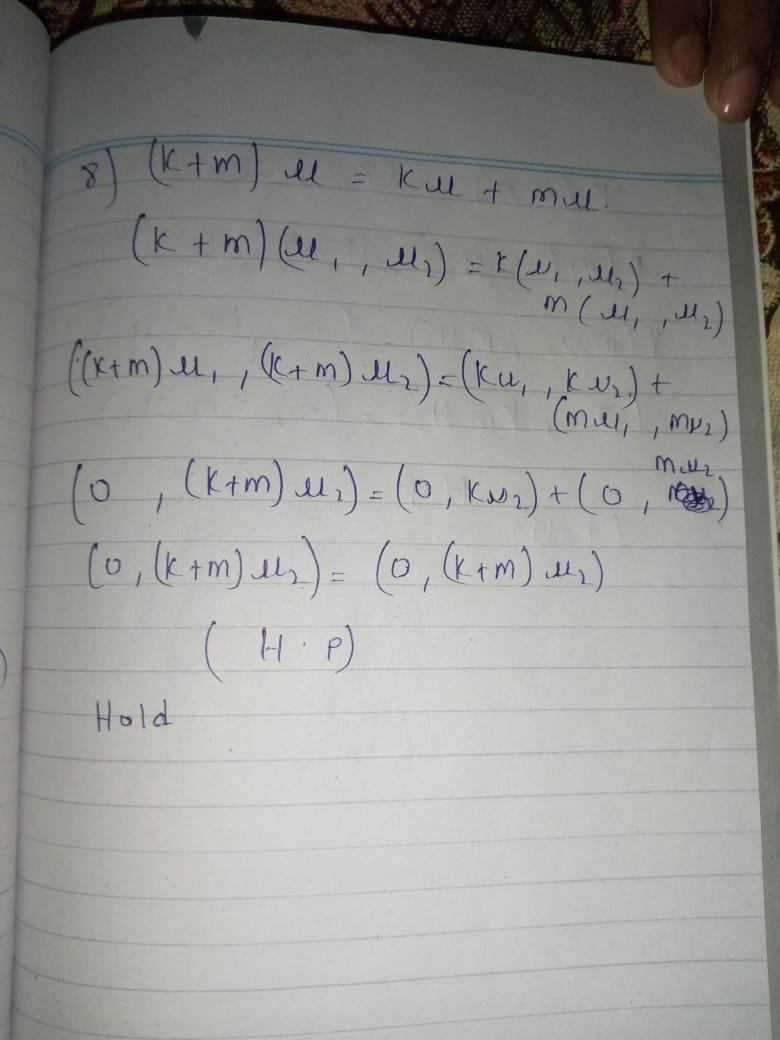 8) (K+m) u = Ku + mu.
(K+m)(u1, u2) = K(u1, u2) +
m(u1, u2)
((K+m)u1, (K+m)u2) = (Ku1, Ku2) +
(mu1, mu2)
mu2
(0, (K+m)u2) = (0, Ku2) + (0, )
(0, (K+m)u2) = (0, (K+m)u2)
( H.P)
Hold